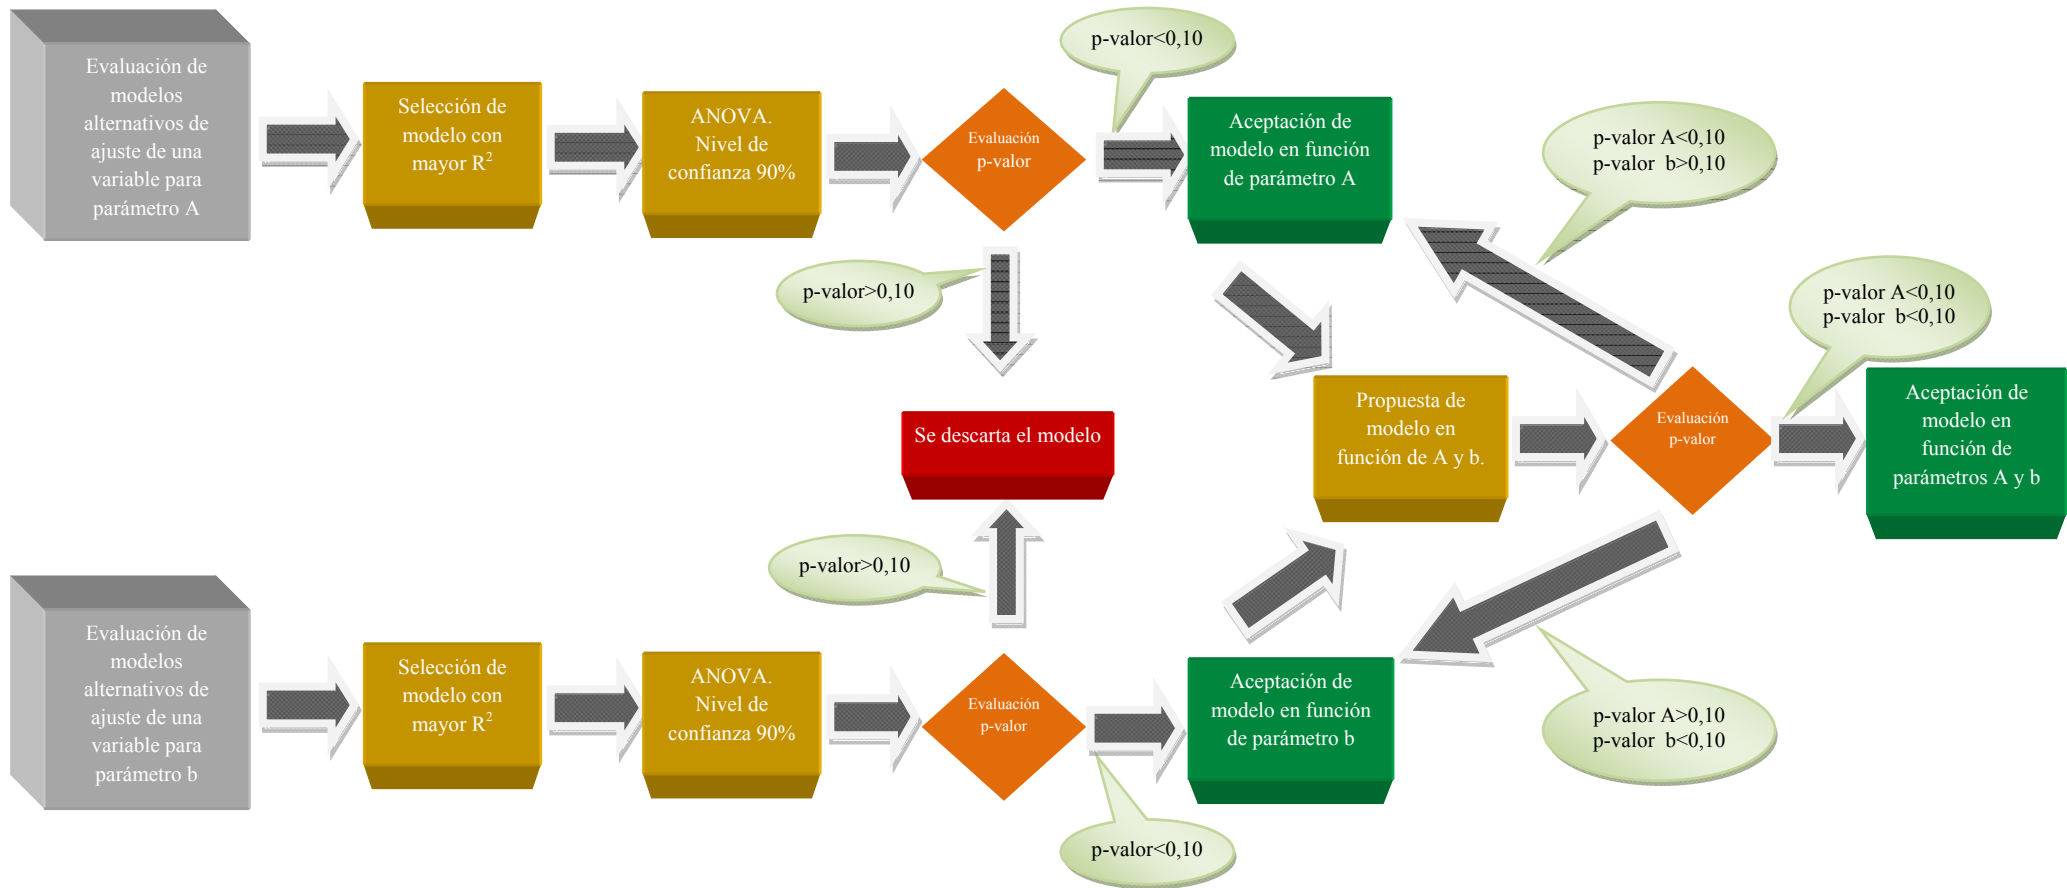 Evaluación de
modelos
alternativos de
ajuste de una
variable para
parámetro A
Selección de
modelo con
mayor R²
ANOVA.
Nivel de
confianza 90%
Evaluación
p-valor
p-valor<0,10
Aceptación de
modelo en función
de parámetro A
p-valor A<0,10
p-valor  b>0,10
p-valor>0,10
p-valor A<0,10
p-valor  b<0,10
Se descarta el modelo
Propuesta de
modelo en
función de A y b.
Evaluación
p-valor
Aceptación de
modelo en
función de
parámetros A y b
p-valor>0,10
Evaluación de
modelos
alternativos de
ajuste de una
variable para
parámetro b
Selección de
modelo con
mayor R²
ANOVA.
Nivel de
confianza 90%
Evaluación
p-valor
Aceptación de
modelo en función
de parámetro b
p-valor A>0,10
p-valor  b<0,10
p-valor<0,10